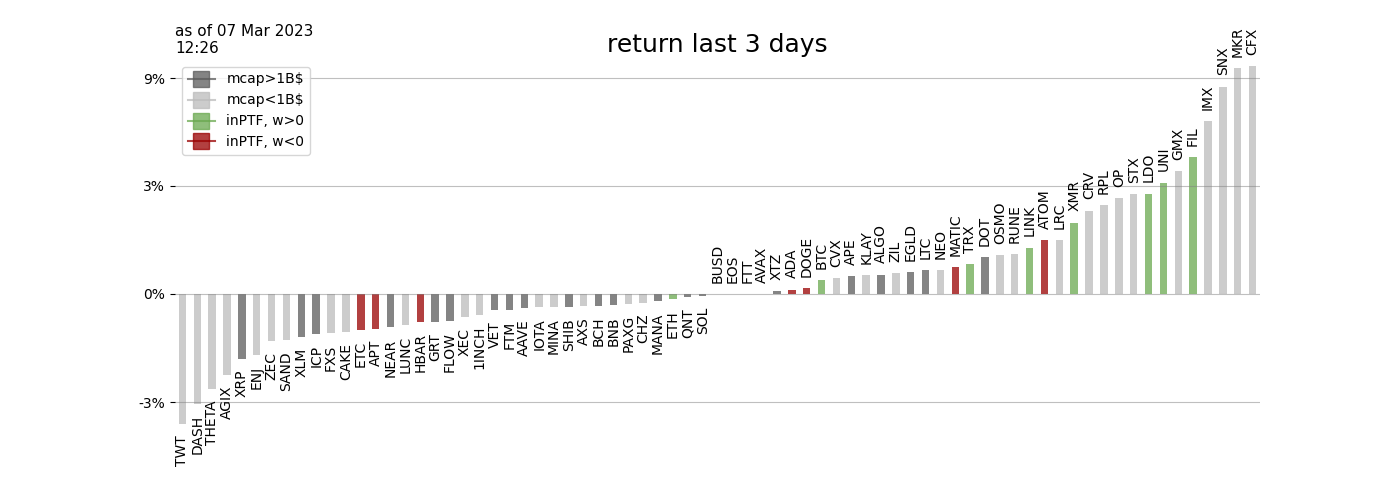 as of 07 Mar 2023
12:26
return last 3 days
mcap>1B$
mcap<1B$
inPTF, w>0
inPTF, w<0
9%
3%
0%
-3%
TWT
DASH
THETA
AGIX
XRP
ENJ
ZEC
SAND
XLM
ICP
FXS
CAKE
ETC
APT
NEAR
LUNC
HBAR
GRT
FLOW
XEC
1INCH
VET
FTM
AAVE
IOTA
MINA
SHIB
AXS
BCH
BNB
PAXG
CHZ
MANA
ETH
QNT
SOL
BUSD
EOS
FTT
AVAX
XTZ
ADA
DOGE
BTC
CVX
APE
KLAY
ALGO
ZIL
EGLD
LTC
NEO
MATIC
TRX
DOT
OSMO
RUNE
LINK
ATOM
LRC
XMR
CRV
RPL
OP
STX
LDO
UNI
GMX
FIL
IMX
SNX
MKR
CFX